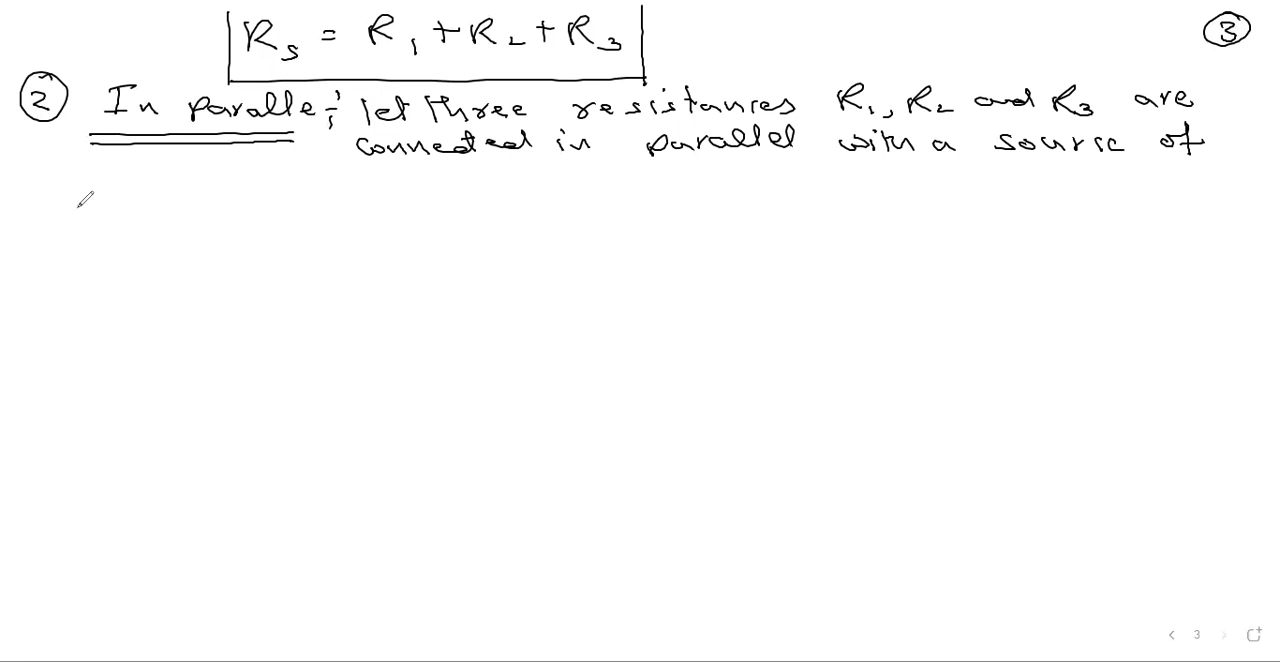 Rs = R1 + R2 + R3
3
2 In paralle :- let three resistances R1, R2 and R3 are
connected in parallel with a source of
3